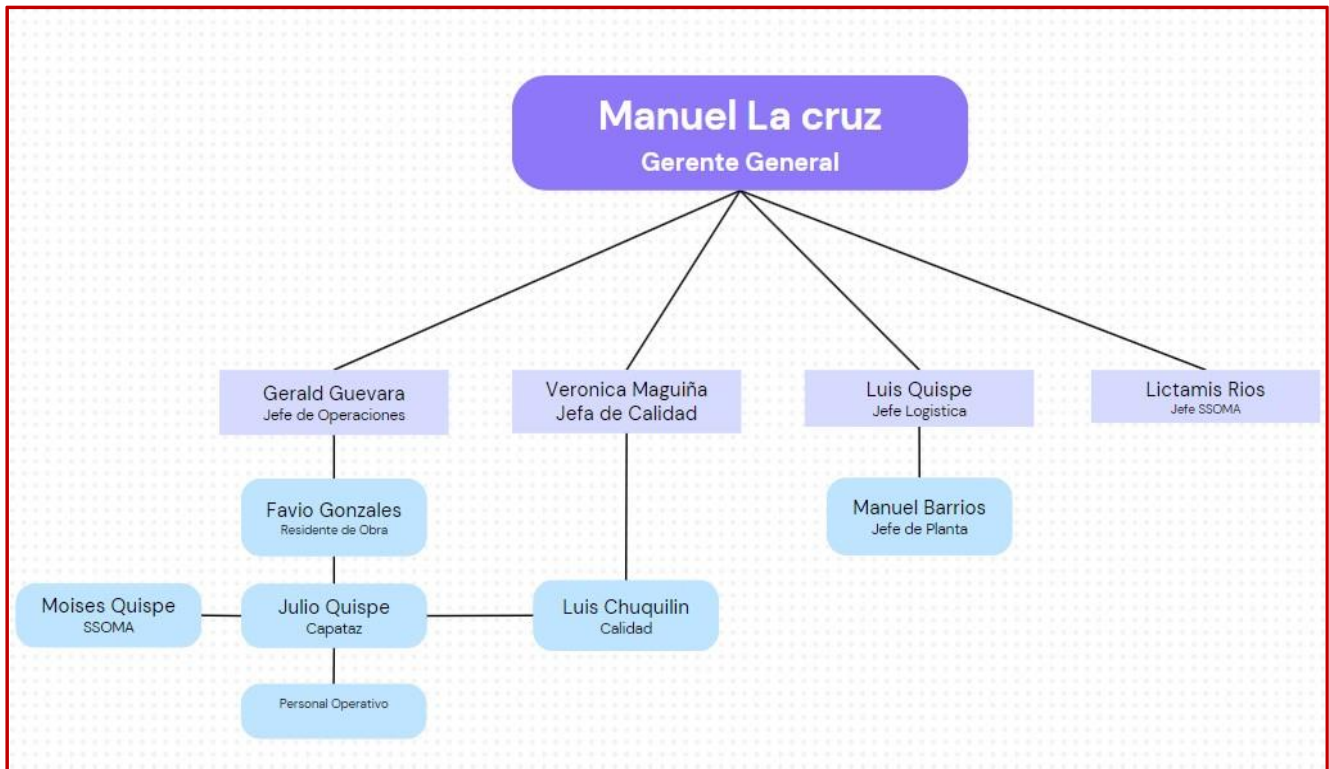 Manuel La cruz
Gerente General
Gerald Guevara
Jefe de Operaciones
Veronica Maguiña
Jefa de Calidad
Luis Quispe
Jefe Logistica
Lictamis Rios
Jefe SSOMA
Favio Gonzales
Residente de Obra
Manuel Barrios
Jefe de Planta
Moises Quispe
SSOMA
Julio Quispe
Capataz
Luis Chuquilin
Calidad
Personal Operativo